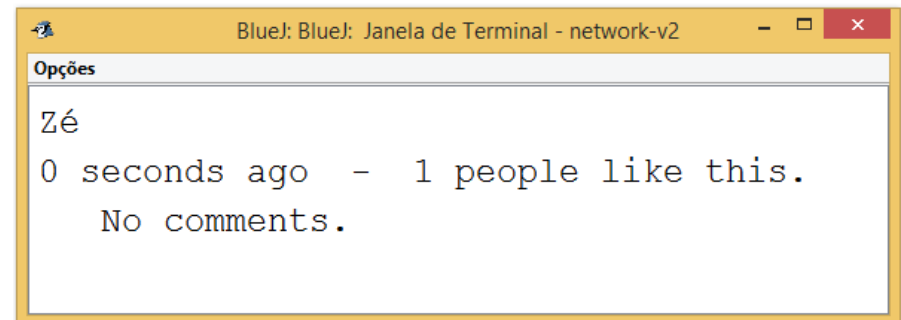 BlueJ: BlueJ: Janela de Terminal - network-v2
Opções
Zé
0 seconds ago - 1 people like this.
No comments.